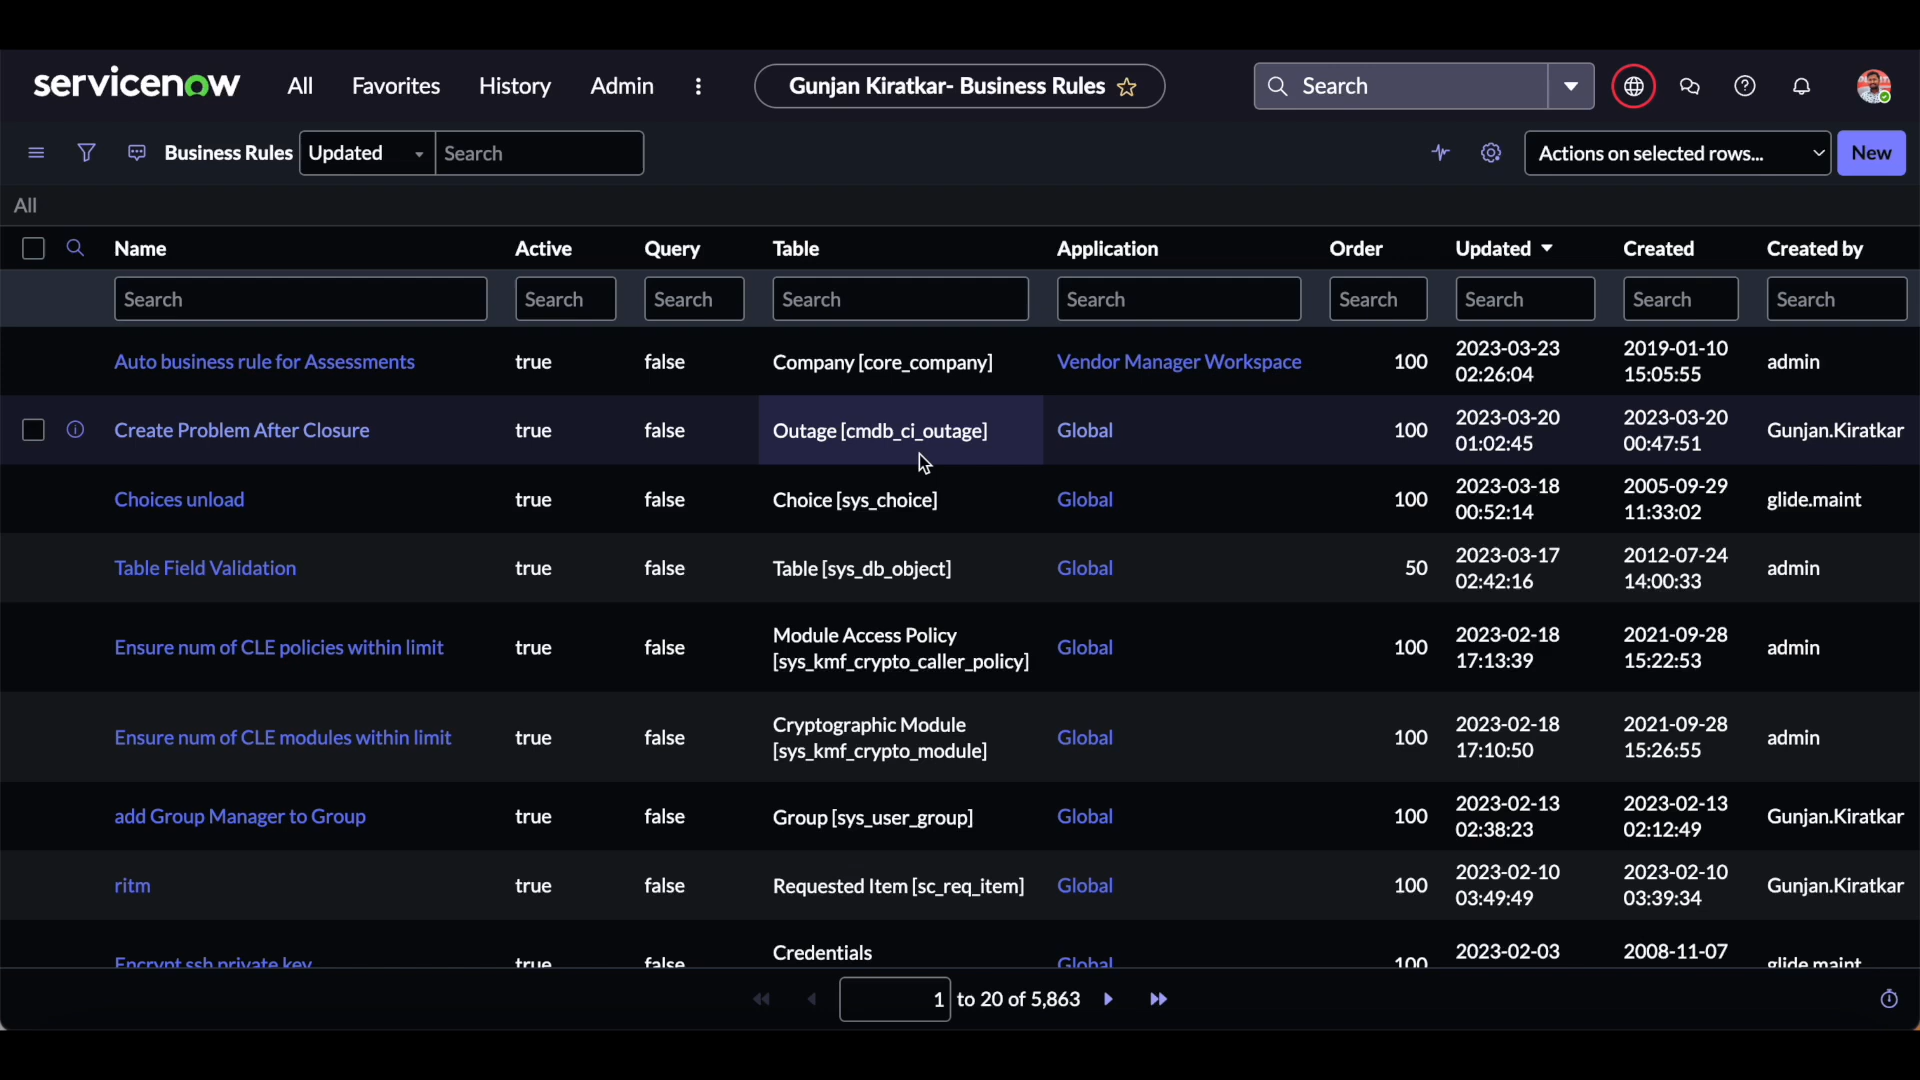 servicenow All Favorites History Admin Gunjan Kiratkar- Business Rules Search
Business Rules Updated Search Actions on selected rows... New
All
Name Active Query Table Application Order Updated Created Created by
Search Search Search Search Search Search Search Search Search
Auto business rule for Assessments true false Company [core_company] Vendor Manager Workspace 100 2023-03-23 02:26:04 2019-01-10 15:05:55 admin
Create Problem After Closure true false Outage [cmdb_ci_outage] Global 100 2023-03-20 01:02:45 2023-03-20 00:47:51 Gunjan.Kiratkar
Choices unload true false Choice [sys_choice] Global 100 2023-03-18 00:52:14 2005-09-29 11:33:02 glide.maint
Table Field Validation true false Table [sys_db_object] Global 50 2023-03-17 02:42:16 2012-07-24 14:00:33 admin
Ensure num of CLE policies within limit true false Module Access Policy [sys_kmf_crypto_caller_policy] Global 100 2023-02-18 17:13:39 2021-09-28 15:22:53 admin
Ensure num of CLE modules within limit true false Cryptographic Module [sys_kmf_crypto_module] Global 100 2023-02-18 17:10:50 2021-09-28 15:26:55 admin
add Group Manager to Group true false Group [sys_user_group] Global 100 2023-02-13 02:38:23 2023-02-13 02:12:49 Gunjan.Kiratkar
ritm true false Requested Item [sc_req_item] Global 100 2023-02-10 03:49:49 2023-02-10 03:39:34 Gunjan.Kiratkar
Encrypt ssh private key true false Credentials Global 100 2023-02-03 2008-11-07 glide.maint
1 to 20 of 5,863